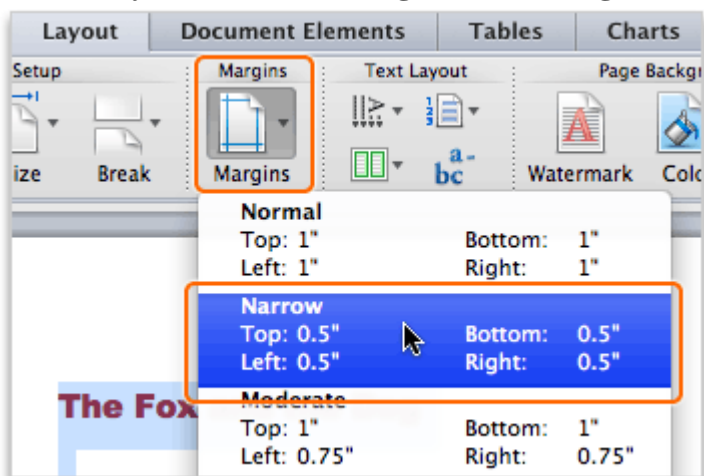 Layout Document Elements Tables Charts
Setup Margins Text Layout Page Backgr
ize Break Margins abc Watermark Colo
Normal
Top: 1" Bottom: 1"
Left: 1" Right: 1"
Narrow
Top: 0.5" Bottom: 0.5"
Left: 0.5" Right: 0.5"
The Fox
Moderate
Top: 1" Bottom: 1"
Left: 0.75" Right: 0.75"